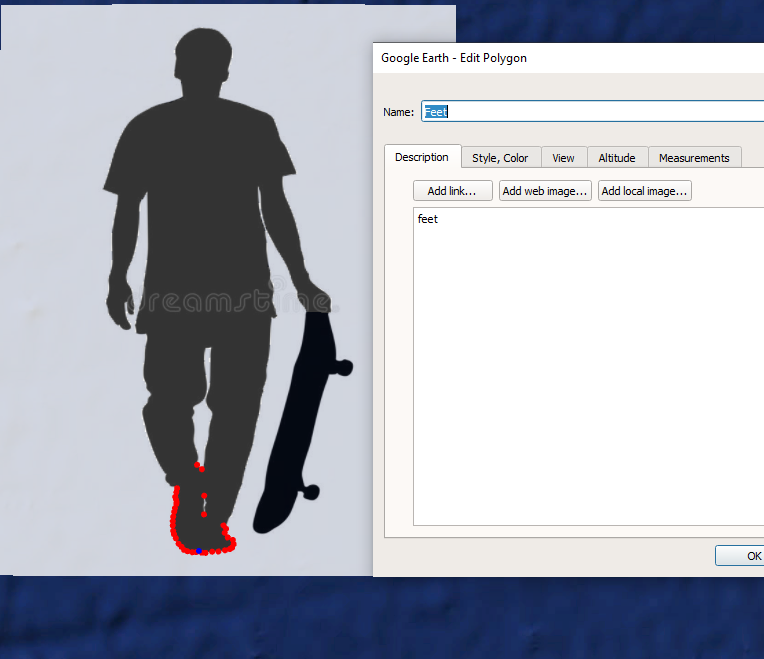 Google Earth - Edit Polygon
Name: Feet
Description Style, Color View Altitude Measurements
Add link... Add web image... Add local image...
feet
dreamstime.
OK